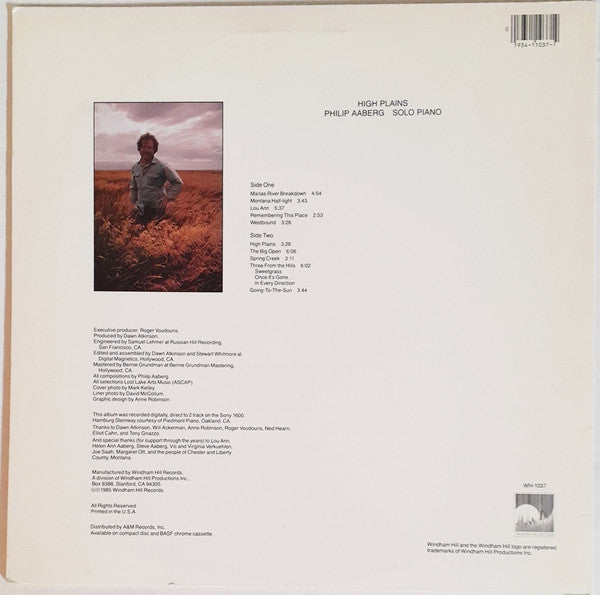 0
1934-11037-1
HIGH PLAINS
PHILIP AABERG SOLO PIANO
Side One
Marias River Breakdown 4:54
Montana Half-light 3:43
Lou Ann 5:37
Remembering This Place 2:53
Westbound 3:26
Side Two
High Plains 3:26
The Big Open 6:56
Spring Creek 3:11
Three From the Hills 6:02
Sweetgrass
Once It's Gone...
In Every Direction
Going-To-The-Sun 3:44
Executive producer: Roger Voudouris.
Produced by Dawn Atkinson.
Engineered by Samuel Lehmer at Russian Hill Recording,
San Francisco, CA.
Edited and assembled by Dawn Atkinson and Stewart Whitmore at
Digital Magnetics, Hollywood, CA.
Mastered by Bernie Grundman at Bernie Grundman Mastering,
Hollywood, CA.
All compositions by Philip Aaberg.
All selections Lost Lake Arts Music (ASCAP).
Cover photo by Mark Kelley.
Liner photo by David McCollum.
Graphic design by Anne Robinson.
This album was recorded digitally, direct to 2 track on the Sony 1600.
Hamburg Steinway courtesy of Piedmont Piano, Oakland, CA.
Thanks to Dawn Atkinson, Will Ackerman, Anne Robinson, Roger Voudouris, Ned Hearn,
Elliot Cahn, and Tony Gnazzo.
And special thanks (for support through the years) to Lou Ann,
Helen Ann Aaberg, Steve Aaberg, Vic and Virginia Verkuehlen,
Joe Saah, Margaret Ott, and the people of Chester and Liberty
County, Montana.
Manufactured by Windham Hill Records,
A division of Windham Hill Productions Inc.,
Box 9388, Stanford, CA 94305
©℗1985 Windham Hill Records.
All Rights Reserved.
Printed in the U.S.A.
Distributed by A&M Records, Inc.
Available on compact disc and BASF chrome cassette.
WH-1037
Windham Hill and the Windham Hill logo are registered
trademarks of Windham Hill Productions Inc.